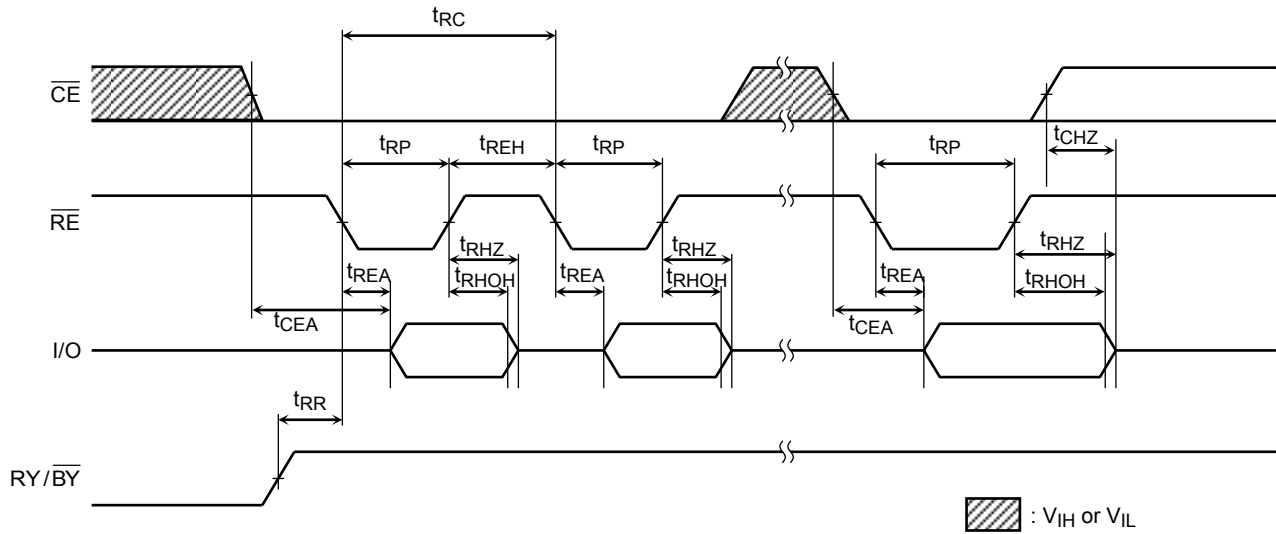 tRC
CE
tRP tREH tRP tRP tCHZ
RE
tRHZ tRHZ tRHZ
tREA tRHOH tREA tRHOH tREA tRHOH
tCEA tCEA
I/O
tRR
RY/BY
: VIH or VIL